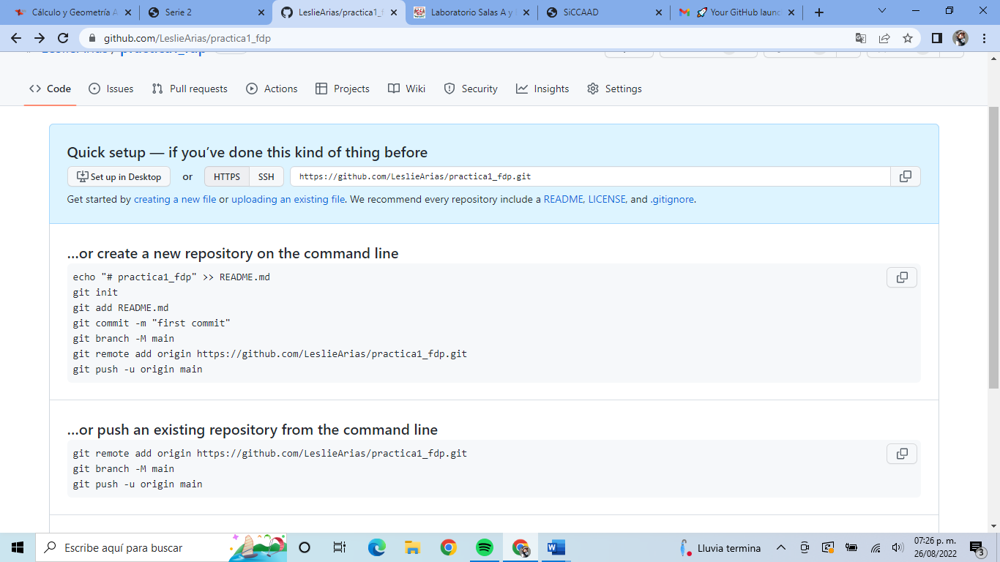 Cálculo y Geometría A
Serie 2
LeslieArias/practica1_f
Laboratorio Salas A y
SiCCAAD
🚀 Your GitHub launc
github.com/LeslieArias/practica1_fdp
practica1_fdp
Code
Issues
Pull requests
Actions
Projects
Wiki
Security
Insights
Settings
Quick setup — if you’ve done this kind of thing before
Set up in Desktop or HTTPS SSH https://github.com/LeslieArias/practica1_fdp.git
Get started by creating a new file or uploading an existing file. We recommend every repository include a README, LICENSE, and .gitignore.
…or create a new repository on the command line
echo "# practica1_fdp" >> README.md
git init
git add README.md
git commit -m "first commit"
git branch -M main
git remote add origin https://github.com/LeslieArias/practica1_fdp.git
git push -u origin main
…or push an existing repository from the command line
git remote add origin https://github.com/LeslieArias/practica1_fdp.git
git branch -M main
git push -u origin main
Escribe aquí para buscar
Lluvia termina
07:26 p. m.
26/08/2022
3